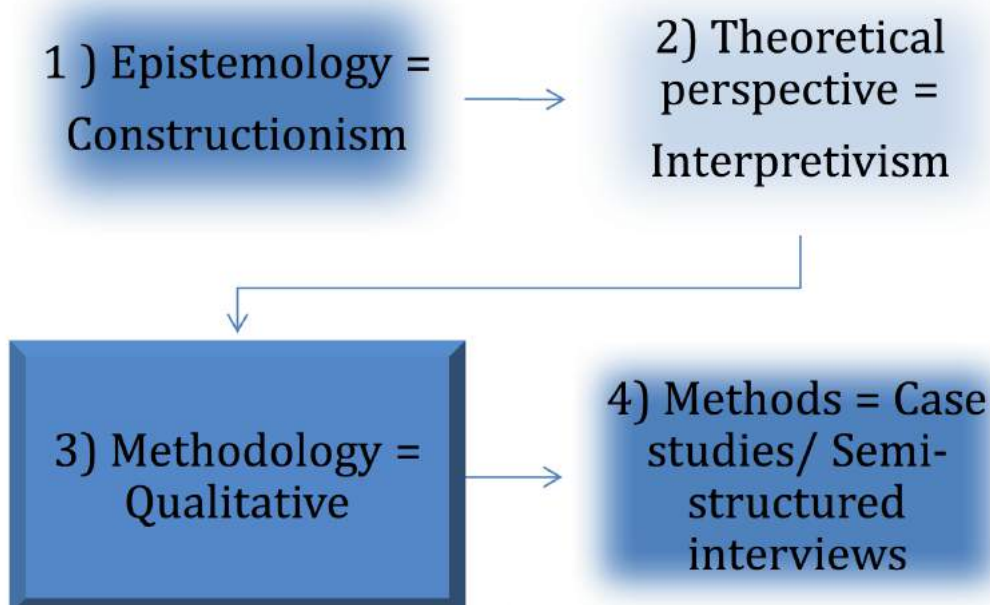 1 ) Epistemology =
Constructionism
2) Theoretical
perspective =
Interpretivism
3) Methodology =
Qualitative
4) Methods = Case
studies/ Semi-
structured
interviews